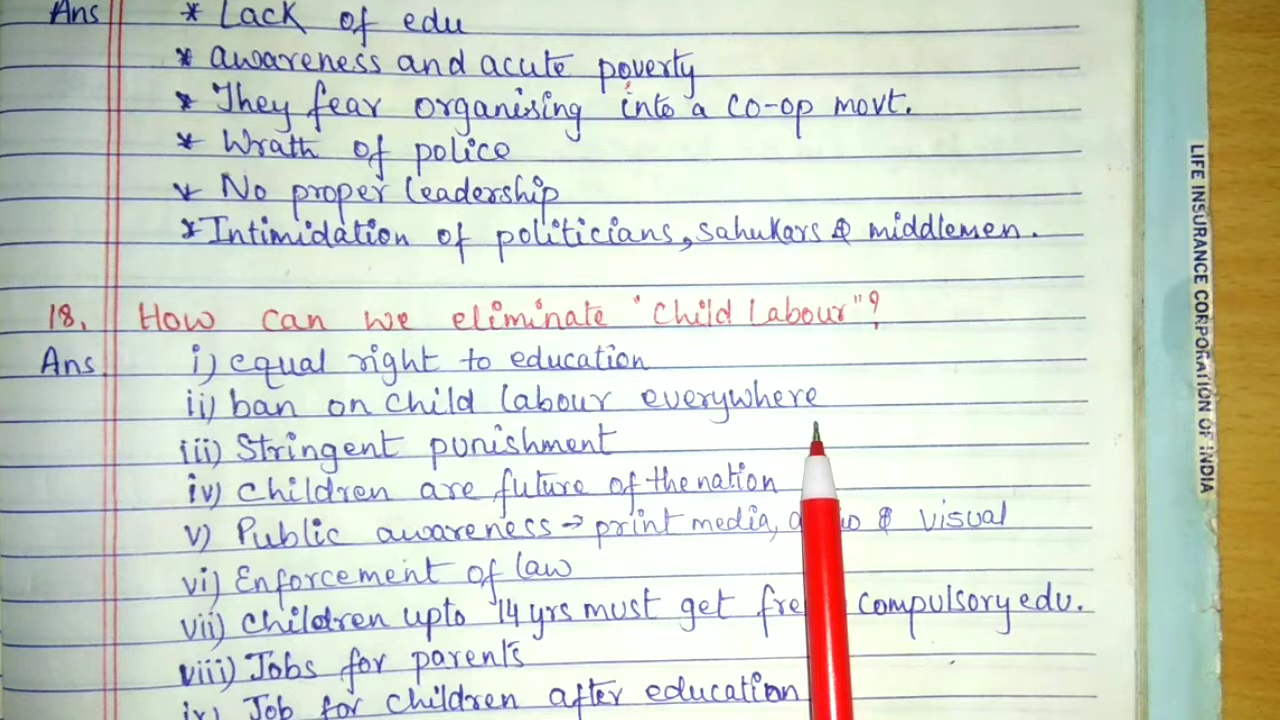 Ans * Lack of edu
* awareness and acute poverty
* They fear organising into a co-op movt.
* Wrath of police
* No proper leadership
* Intimidation of politicians, sahukars & middlemen.
18. How can we eliminate "Child Labour"?
Ans i) equal right to education
ii) ban on child labour everywhere
iii) Stringent punishment
iv) children are future of the nation
v) Public awareness → print media, & visual
vi) Enforcement of law
vii) children upto 14 yrs must get compulsory edu.
viii) Jobs for parents
ix) Job for children after education
LIFE INSURANCE CORPORATION OF INDIA